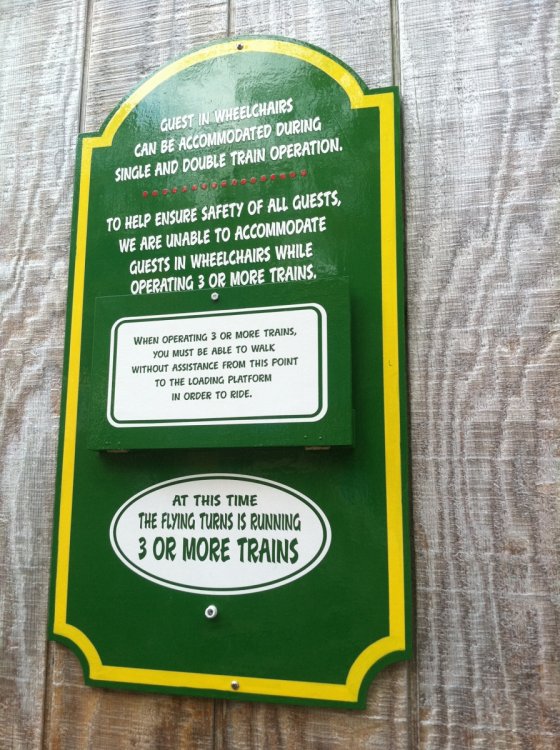 GUEST IN WHEELCHAIRS
CAN BE ACCOMMODATED DURING
SINGLE AND DOUBLE TRAIN OPERATION.
TO HELP ENSURE SAFETY OF ALL GUESTS,
WE ARE UNABLE TO ACCOMMODATE
GUESTS IN WHEELCHAIRS WHILE
OPERATING 3 OR MORE TRAINS.
WHEN OPERATING 3 OR MORE TRAINS,
YOU MUST BE ABLE TO WALK
WITHOUT ASSISTANCE FROM THIS POINT
TO THE LOADING PLATFORM
IN ORDER TO RIDE.
AT THIS TIME
THE FLYING TURNS IS RUNNING
3 OR MORE TRAINS